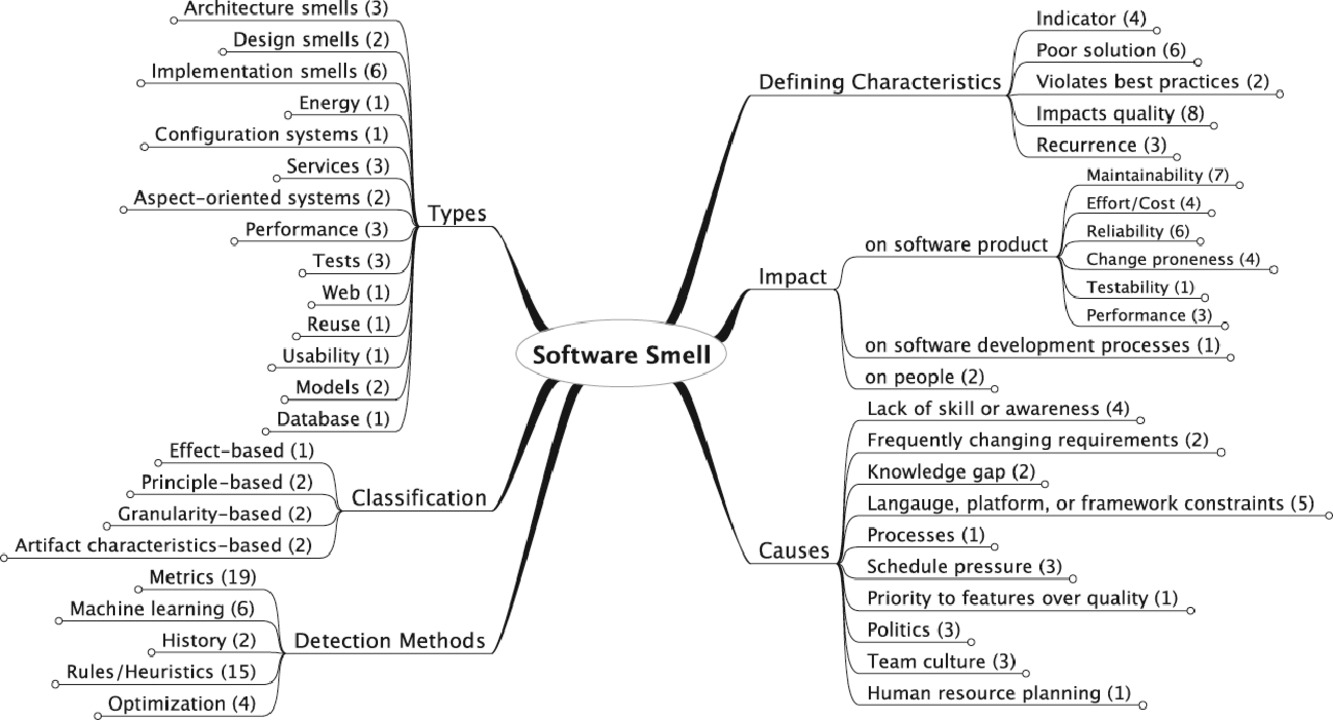 Architecture smells (3)
Design smells (2)
Implementation smells (6)
Energy (1)
Configuration systems (1)
Services (3)
Aspect-oriented systems (2)
Performance (3)
Tests (3)
Web (1)
Reuse (1)
Usability (1)
Models (2)
Database (1)
Types
Effect-based (1)
Principle-based (2)
Granularity-based (2)
Artifact characteristics-based (2)
Classification
Metrics (19)
Machine learning (6)
History (2)
Rules/Heuristics (15)
Optimization (4)
Detection Methods
Software Smell
Defining Characteristics
Indicator (4)
Poor solution (6)
Violates best practices (2)
Impacts quality (8)
Recurrence (3)
Impact
on software product
Maintainability (7)
Effort/Cost (4)
Reliability (6)
Change proneness (4)
Testability (1)
Performance (3)
on software development processes (1)
on people (2)
Causes
Lack of skill or awareness (4)
Frequently changing requirements (2)
Knowledge gap (2)
Langauge, platform, or framework constraints (5)
Processes (1)
Schedule pressure (3)
Priority to features over quality (1)
Politics (3)
Team culture (3)
Human resource planning (1)